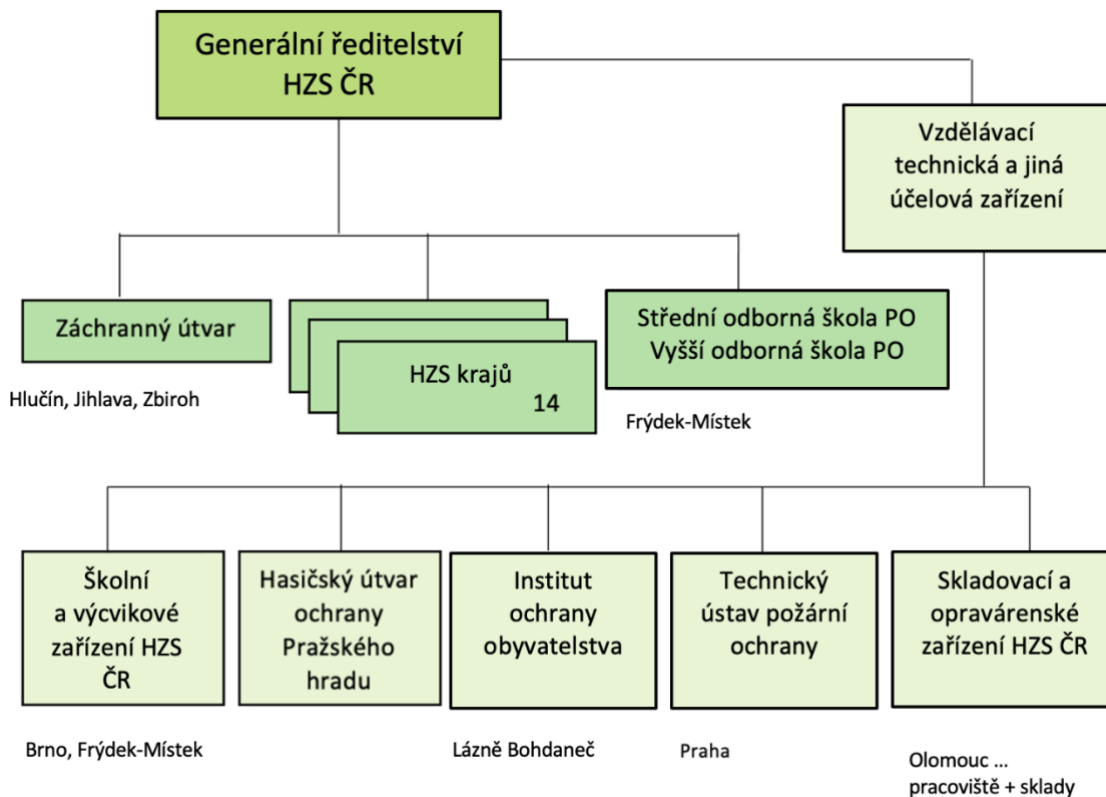 Generální ředitelství
HZS ČR
Vzdělávací
technická a jiná
účelová zařízení
Záchranný útvar
Hlučín, Jihlava, Zbiroh
HZS krajů
14
Střední odborná škola PO
Vyšší odborná škola PO
Frýdek-Místek
Školní
a výcvikové
zařízení HZS
ČR
Brno, Frýdek-Místek
Hasičský útvar
ochrany
Pražského
hradu
Institut
ochrany
obyvatelstva
Lázně Bohdaneč
Technický
ústav požární
ochrany
Praha
Skladovací a
opravárenské
zařízení HZS ČR
Olomouc ...
pracoviště + sklady